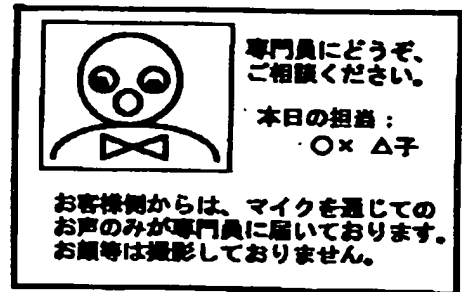 専門員にどうぞ、
ご相談ください。
本日の担当：
○× △子
お客様側からは、マイクを通じての
お声のみが専門員に届いております。
お顔等は撮影しておりません。